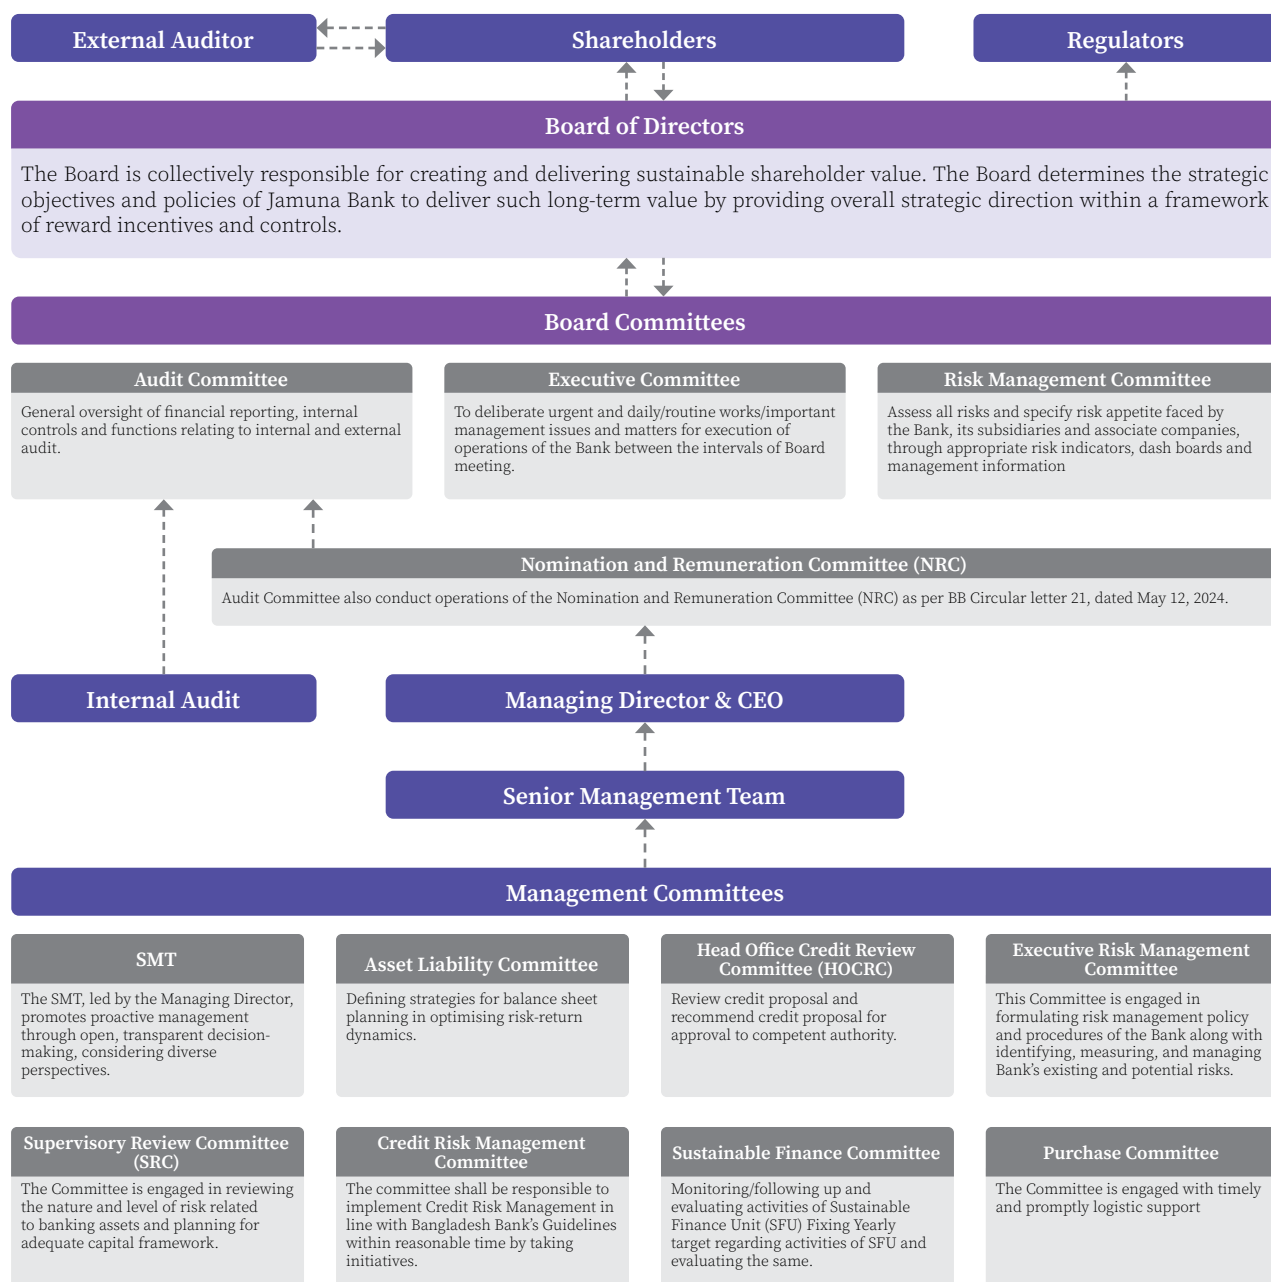 External Auditor
Shareholders
Regulators
Board of Directors
The Board is collectively responsible for creating and delivering sustainable shareholder value. The Board determines the strategic
objectives and policies of Jamuna Bank to deliver such long-term value by providing overall strategic direction within a framework
of reward incentives and controls.
Board Committees
Audit Committee
General oversight of financial reporting, internal
controls and functions relating to internal and external
audit.
Executive Committee
To deliberate urgent and daily/routine works/important
management issues and matters for execution of
operations of the Bank between the intervals of Board
meeting.
Risk Management Committee
Assess all risks and specify risk appetite faced by
the Bank, its subsidiaries and associate companies,
through appropriate risk indicators, dash boards and
management information
Nomination and Remuneration Committee (NRC)
Audit Committee also conduct operations of the Nomination and Remuneration Committee (NRC) as per BB Circular letter 21, dated May 12, 2024.
Internal Audit
Managing Director & CEO
Senior Management Team
Management Committees
SMT
The SMT, led by the Managing Director,
promotes proactive management
through open, transparent decision-
making, considering diverse
perspectives.
Asset Liability Committee
Defining strategies for balance sheet
planning in optimising risk-return
dynamics.
Head Office Credit Review
Committee (HOCRC)
Review credit proposal and
recommend credit proposal for
approval to competent authority.
Executive Risk Management
Committee
This Committee is engaged in
formulating risk management policy
and procedures of the Bank along with
identifying, measuring, and managing
Bank's existing and potential risks.
Supervisory Review Committee
(SRC)
The Committee is engaged in reviewing
the nature and level of risk related
to banking assets and planning for
adequate capital framework.
Credit Risk Management
Committee
The committee shall be responsible to
implement Credit Risk Management in
line with Bangladesh Bank's Guidelines
within reasonable time by taking
initiatives.
Sustainable Finance Committee
Monitoring/following up and
evaluating activities of Sustainable
Finance Unit (SFU) Fixing Yearly
target regarding activities of SFU and
evaluating the same.
Purchase Committee
The Committee is engaged with timely
and promptly logistic support